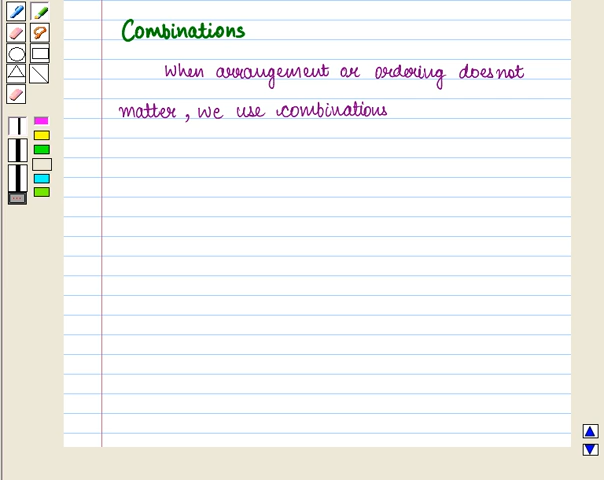 Combinations
When arrangement or ordering does not
matter, we use combinations